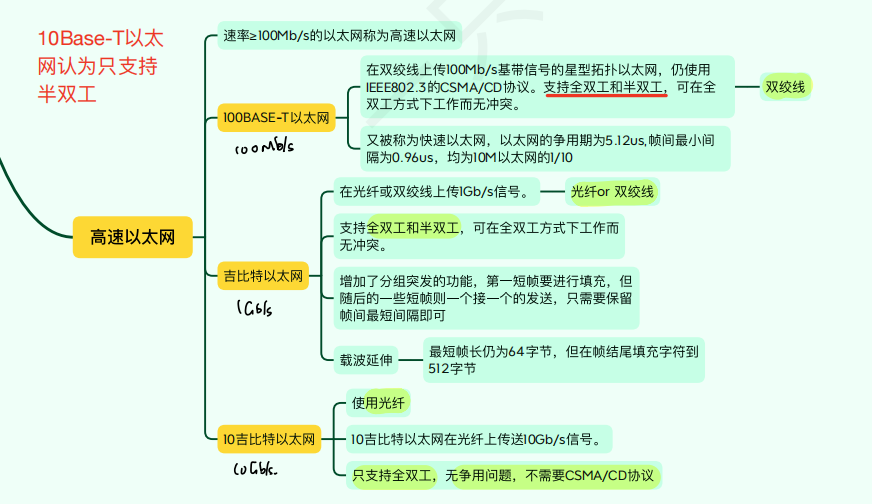 10Base-T以太
网认为只支持
半双工
速率≥100Mb/s的以太网称为高速以太网
在双绞线上传100Mb/s基带信号的星型拓扑以太网，仍使用
IEEE802.3的CSMA/CD协议。支持全双工和半双工，可在全
双工方式下工作而无冲突。
双绞线
100BASE-T以太网
100Mb/s
又被称为快速以太网，以太网的争用期为5.12us,帧间最小间
隔为0.96us，均为10M以太网的1/10
在光纤或双绞线上传1Gb/s信号。
光纤or 双绞线
支持全双工和半双工，可在全双工方式下工作而
无冲突。
高速以太网
吉比特以太网
1Gb/s
增加了分组突发的功能，第一短帧要进行填充，但
随后的一些短帧则一个接一个的发送，只需要保留
帧间最短间隔即可
载波延伸
最短帧长仍为64字节，但在帧结尾填充字符到
512字节
使用光纤
10吉比特以太网
10Gb/s.
10吉比特以太网在光纤上传送10Gb/s信号。
只支持全双工，无争用问题，不需要CSMA/CD协议